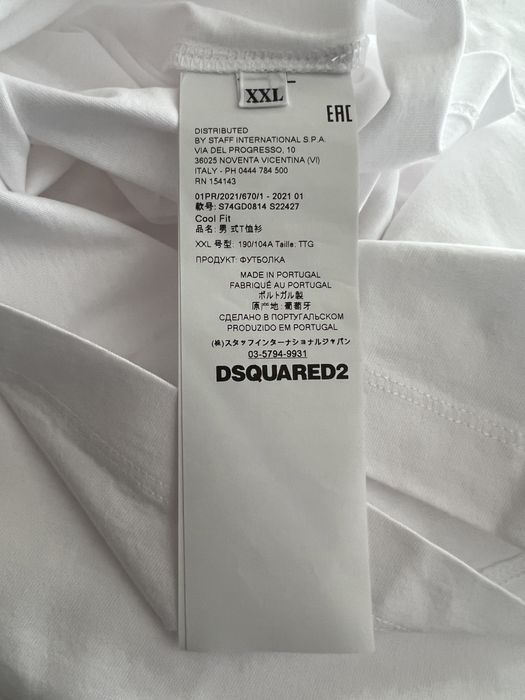 XXL
EAC
DISTRIBUTED
BY STAFF INTERNATIONAL S.P.A.
VIA DEL PROGRESSO, 10
36025 NOVENTA VICENTINA (VI)
ITALY - PH 0444 784 500
RN 154143
01PR/2021/670/1 - 2021 01
款号: S74GD0814 S22427
Cool Fit
品名: 男式T恤衫
XXL 号型: 190/104A Taille: TTG
ПРОДУКТ: ФУТБОЛКА
MADE IN PORTUGAL
FABRIQUÉ AU PORTUGAL
ポルトガル製
原产地: 葡萄牙
СДЕЛАНО В ПОРТУГАЛЬСКОМ
PRODUZIDO EM PORTUGAL
(株)スタッフインターナショナルジャパン
03-5794-9931
DSQUARED2